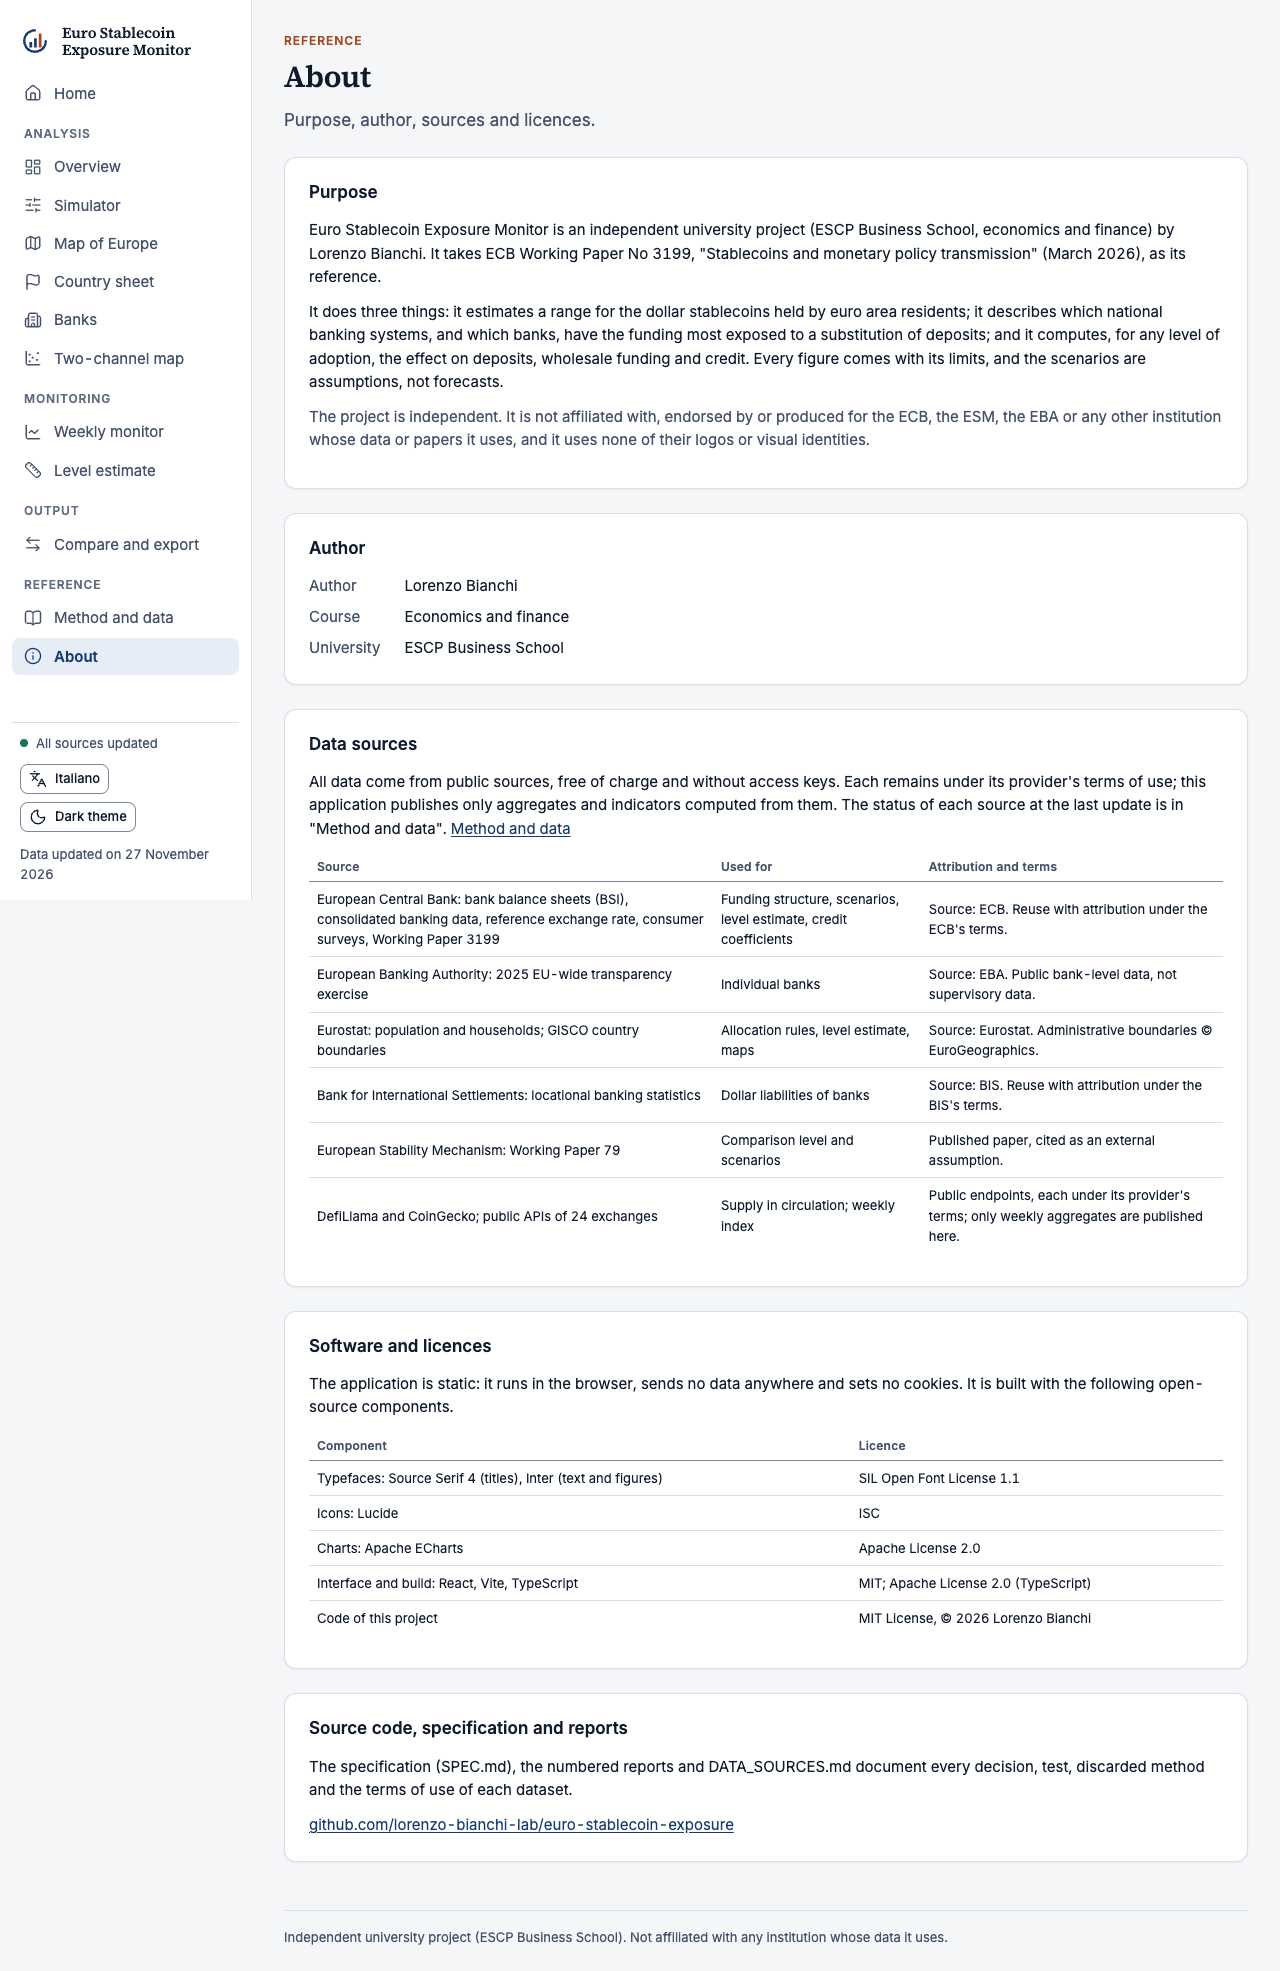 Euro Stablecoin
Exposure Monitor
Home
ANALYSIS
Overview
Simulator
Map of Europe
Country sheet
Banks
Two-channel map
MONITORING
Weekly monitor
Level estimate
OUTPUT
Compare and export
REFERENCE
Method and data
About
All sources updated
Italiano
Dark theme
Data updated on 27 November
2026
REFERENCE
About
Purpose, author, sources and licences.
Purpose
Euro Stablecoin Exposure Monitor is an independent university project (ESCP Business School, economics and finance) by
Lorenzo Bianchi. It takes ECB Working Paper No 3199, "Stablecoins and monetary policy transmission" (March 2026), as its
reference.
It does three things: it estimates a range for the dollar stablecoins held by euro area residents; it describes which national
banking systems, and which banks, have the funding most exposed to a substitution of deposits; and it computes, for any level of
adoption, the effect on deposits, wholesale funding and credit. Every figure comes with its limits, and the scenarios are
assumptions, not forecasts.
The project is independent. It is not affiliated with, endorsed by or produced for the ECB, the ESM, the EBA or any other institution
whose data or papers it uses, and it uses none of their logos or visual identities.
Author
Author Lorenzo Bianchi
Course Economics and finance
University ESCP Business School
Data sources
All data come from public sources, free of charge and without access keys. Each remains under its provider's terms of use; this
application publishes only aggregates and indicators computed from them. The status of each source at the last update is in
"Method and data". Method and data
Source Used for Attribution and terms
European Central Bank: bank balance sheets (BSI),
consolidated banking data, reference exchange rate, consumer
surveys, Working Paper 3199
Funding structure, scenarios,
level estimate, credit
coefficients
Source: ECB. Reuse with attribution under the
ECB's terms.
European Banking Authority: 2025 EU-wide transparency
exercise
Individual banks
Source: EBA. Public bank-level data, not
supervisory data.
Eurostat: population and households; GISCO country
boundaries
Allocation rules, level estimate,
maps
Source: Eurostat. Administrative boundaries ©
EuroGeographics.
Bank for International Settlements: locational banking statistics
Dollar liabilities of banks
Source: BIS. Reuse with attribution under the
BIS's terms.
European Stability Mechanism: Working Paper 79
Comparison level and
scenarios
Published paper, cited as an external
assumption.
DefiLlama and CoinGecko; public APIs of 24 exchanges
Supply in circulation; weekly
index
Public endpoints, each under its provider's
terms; only weekly aggregates are published
here.
Software and licences
The application is static: it runs in the browser, sends no data anywhere and sets no cookies. It is built with the following open-
source components.
Component Licence
Typefaces: Source Serif 4 (titles), Inter (text and figures) SIL Open Font License 1.1
Icons: Lucide ISC
Charts: Apache ECharts Apache License 2.0
Interface and build: React, Vite, TypeScript MIT; Apache License 2.0 (TypeScript)
Code of this project MIT License, © 2026 Lorenzo Bianchi
Source code, specification and reports
The specification (SPEC.md), the numbered reports and DATA_SOURCES.md document every decision, test, discarded method
and the terms of use of each dataset.
github.com/lorenzo-bianchi-lab/euro-stablecoin-exposure
Independent university project (ESCP Business School). Not affiliated with any institution whose data it uses.